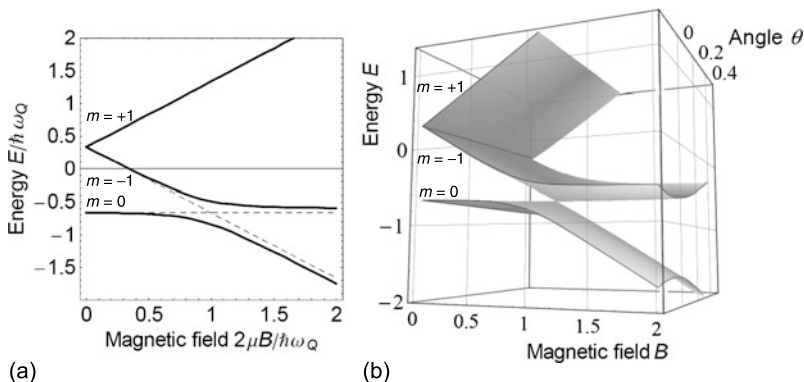 2
1.5
1
0.5
0
−0.5
−1
−1.5
Energy E/ħ ω_Q
m = +1
m = −1
m = 0
0 0.5 1 1.5 2
Magnetic field 2μB/ħω_Q
(a)
1
0
−1
−2
Energy E
m = +1
m = −1
m = 0
0 0.5 1 1.5 2
Magnetic field B
0
0.2
0.4
Angle θ
(b)